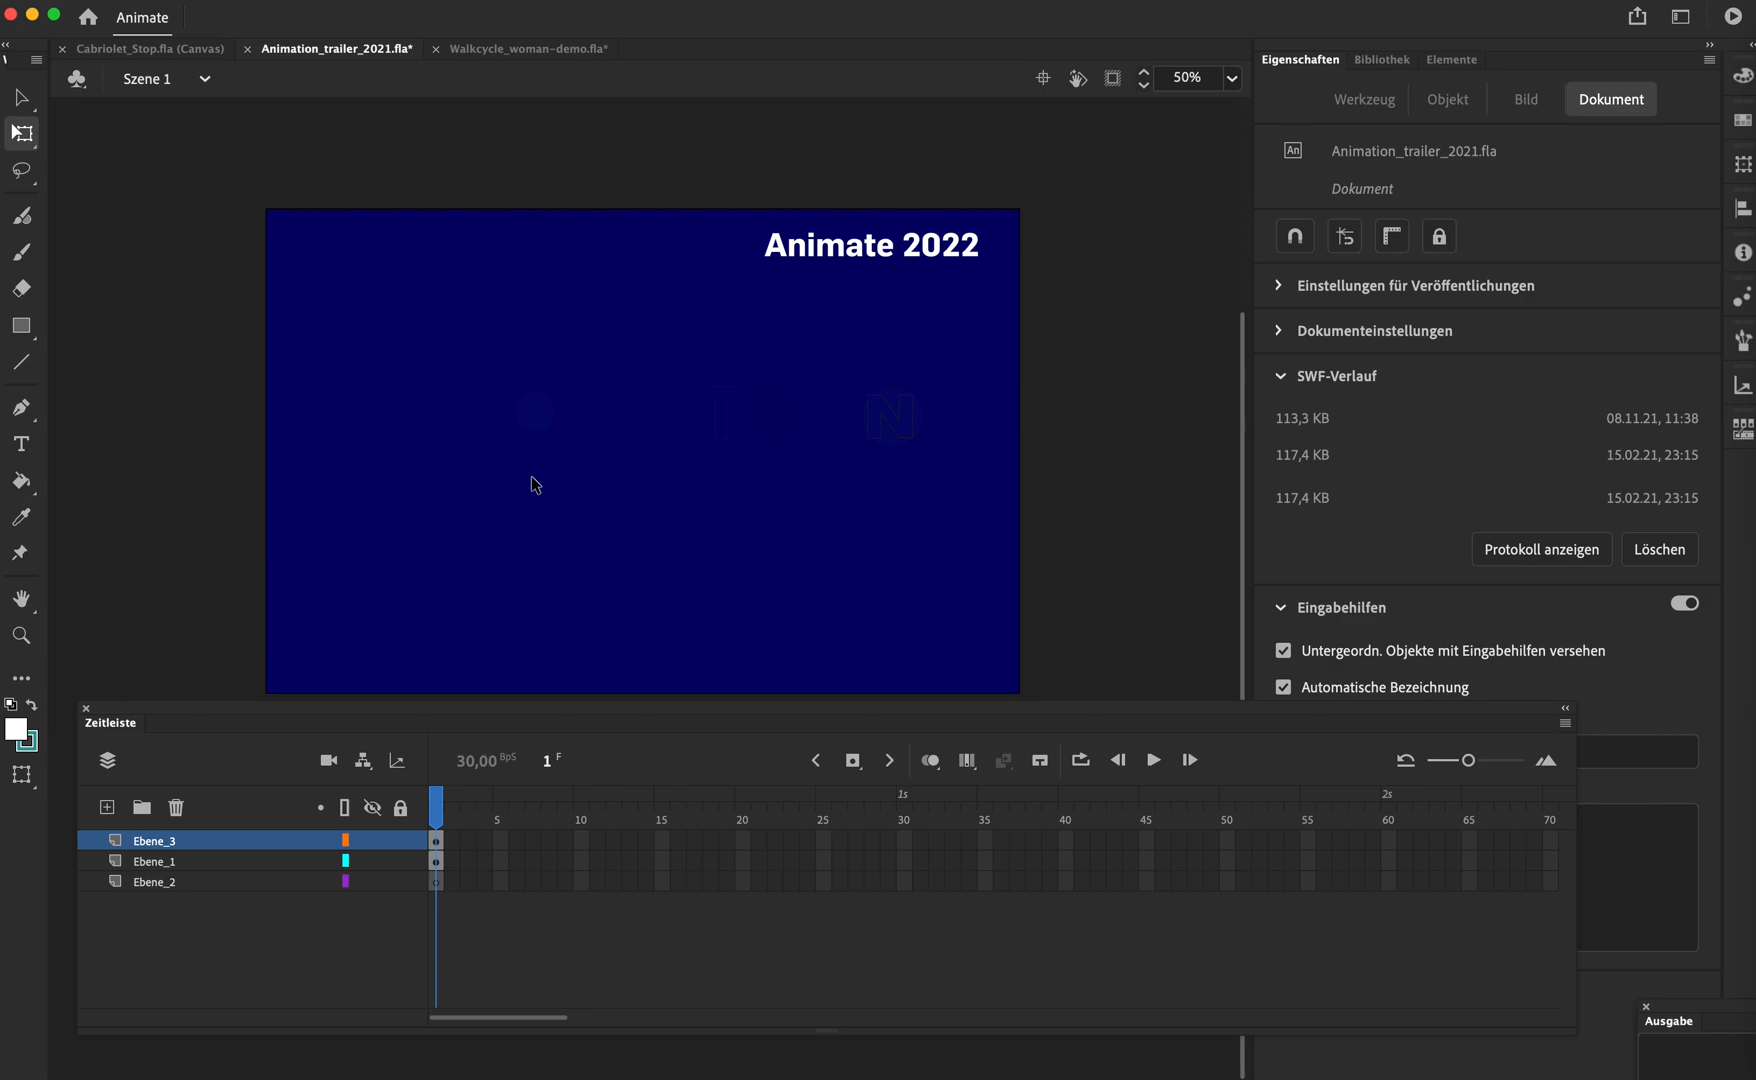 Animate
Cabriolet_Stop.fla (Canvas)
Animation_trailer_2021.fla*
Walkcycle_woman-demo.fla*
Szene 1
50%
Animate 2022
T
N
Eigenschaften
Bibliothek
Elemente
Werkzeug
Objekt
Bild
Dokument
An
Animation_trailer_2021.fla
Dokument
Einstellungen für Veröffentlichungen
Dokumenteinstellungen
SWF-Verlauf
113,3 KB 08.11.21, 11:38
117,4 KB 15.02.21, 23:15
117,4 KB 15.02.21, 23:15
Protokoll anzeigen
Löschen
Eingabehilfen
Untergeordn. Objekte mit Eingabehilfen versehen
Automatische Bezeichnung
Zeitleiste
30,00 BpS
1 F
1s 2s
5 10 15 20 25 30 35 40 45 50 55 60 65 70
Ebene_3
Ebene_1
Ebene_2
Ausgabe